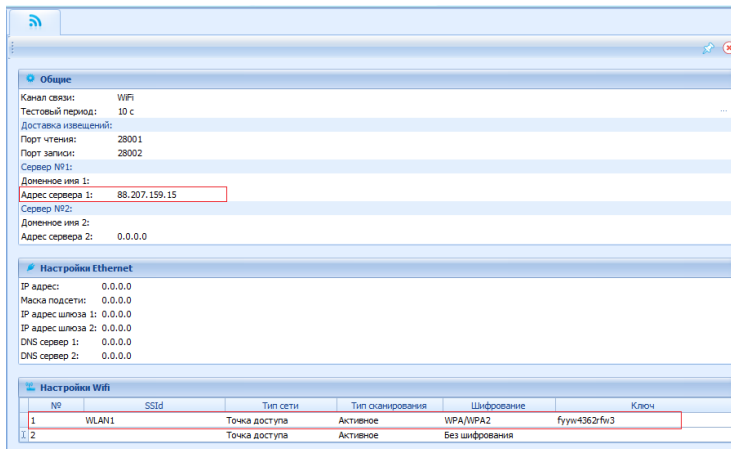 Общие
Канал связи: WiFi
Тестовый период: 10 с ...
Доставка извещений:
Порт чтения: 28001
Порт записи: 28002
Сервер №1:
Доменное имя 1:
Адрес сервера 1: 88.207.159.15
Сервер №2:
Доменное имя 2:
Адрес сервера 2: 0.0.0.0
Настройки Ethernet
IP адрес: 0.0.0.0
Маска подсети: 0.0.0.0
IP адрес шлюза 1: 0.0.0.0
IP адрес шлюза 2: 0.0.0.0
DNS сервер 1: 0.0.0.0
DNS сервер 2: 0.0.0.0
Настройки Wifi
№ SSId Тип сети Тип сканирования Шифрование Ключ
1 WLAN1 Точка доступа Активное WPA/WPA2 fyyw4362rfw3
2 Точка доступа Активное Без шифрования